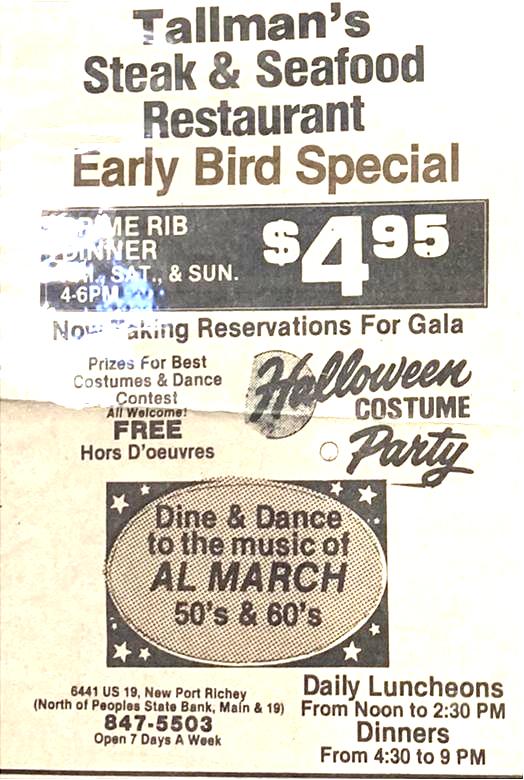 Tallman's
Steak & Seafood
Restaurant
Early Bird Special
PRIME RIB
DINNER
SAT., & SUN.
4-6PM
$4.95
Now Taking Reservations For Gala
Prizes For Best
Costumes & Dance
Contest
All Welcome!
FREE
Hors D'oeuvres
Halloween
COSTUME
Party
Dine & Dance
to the music of
AL MARCH
50's & 60's
6441 US 19, New Port Richey
(North of Peoples State Bank, Main & 19)
847-5503
Open 7 Days A Week
Daily Luncheons
From Noon to 2:30 PM
Dinners
From 4:30 to 9 PM